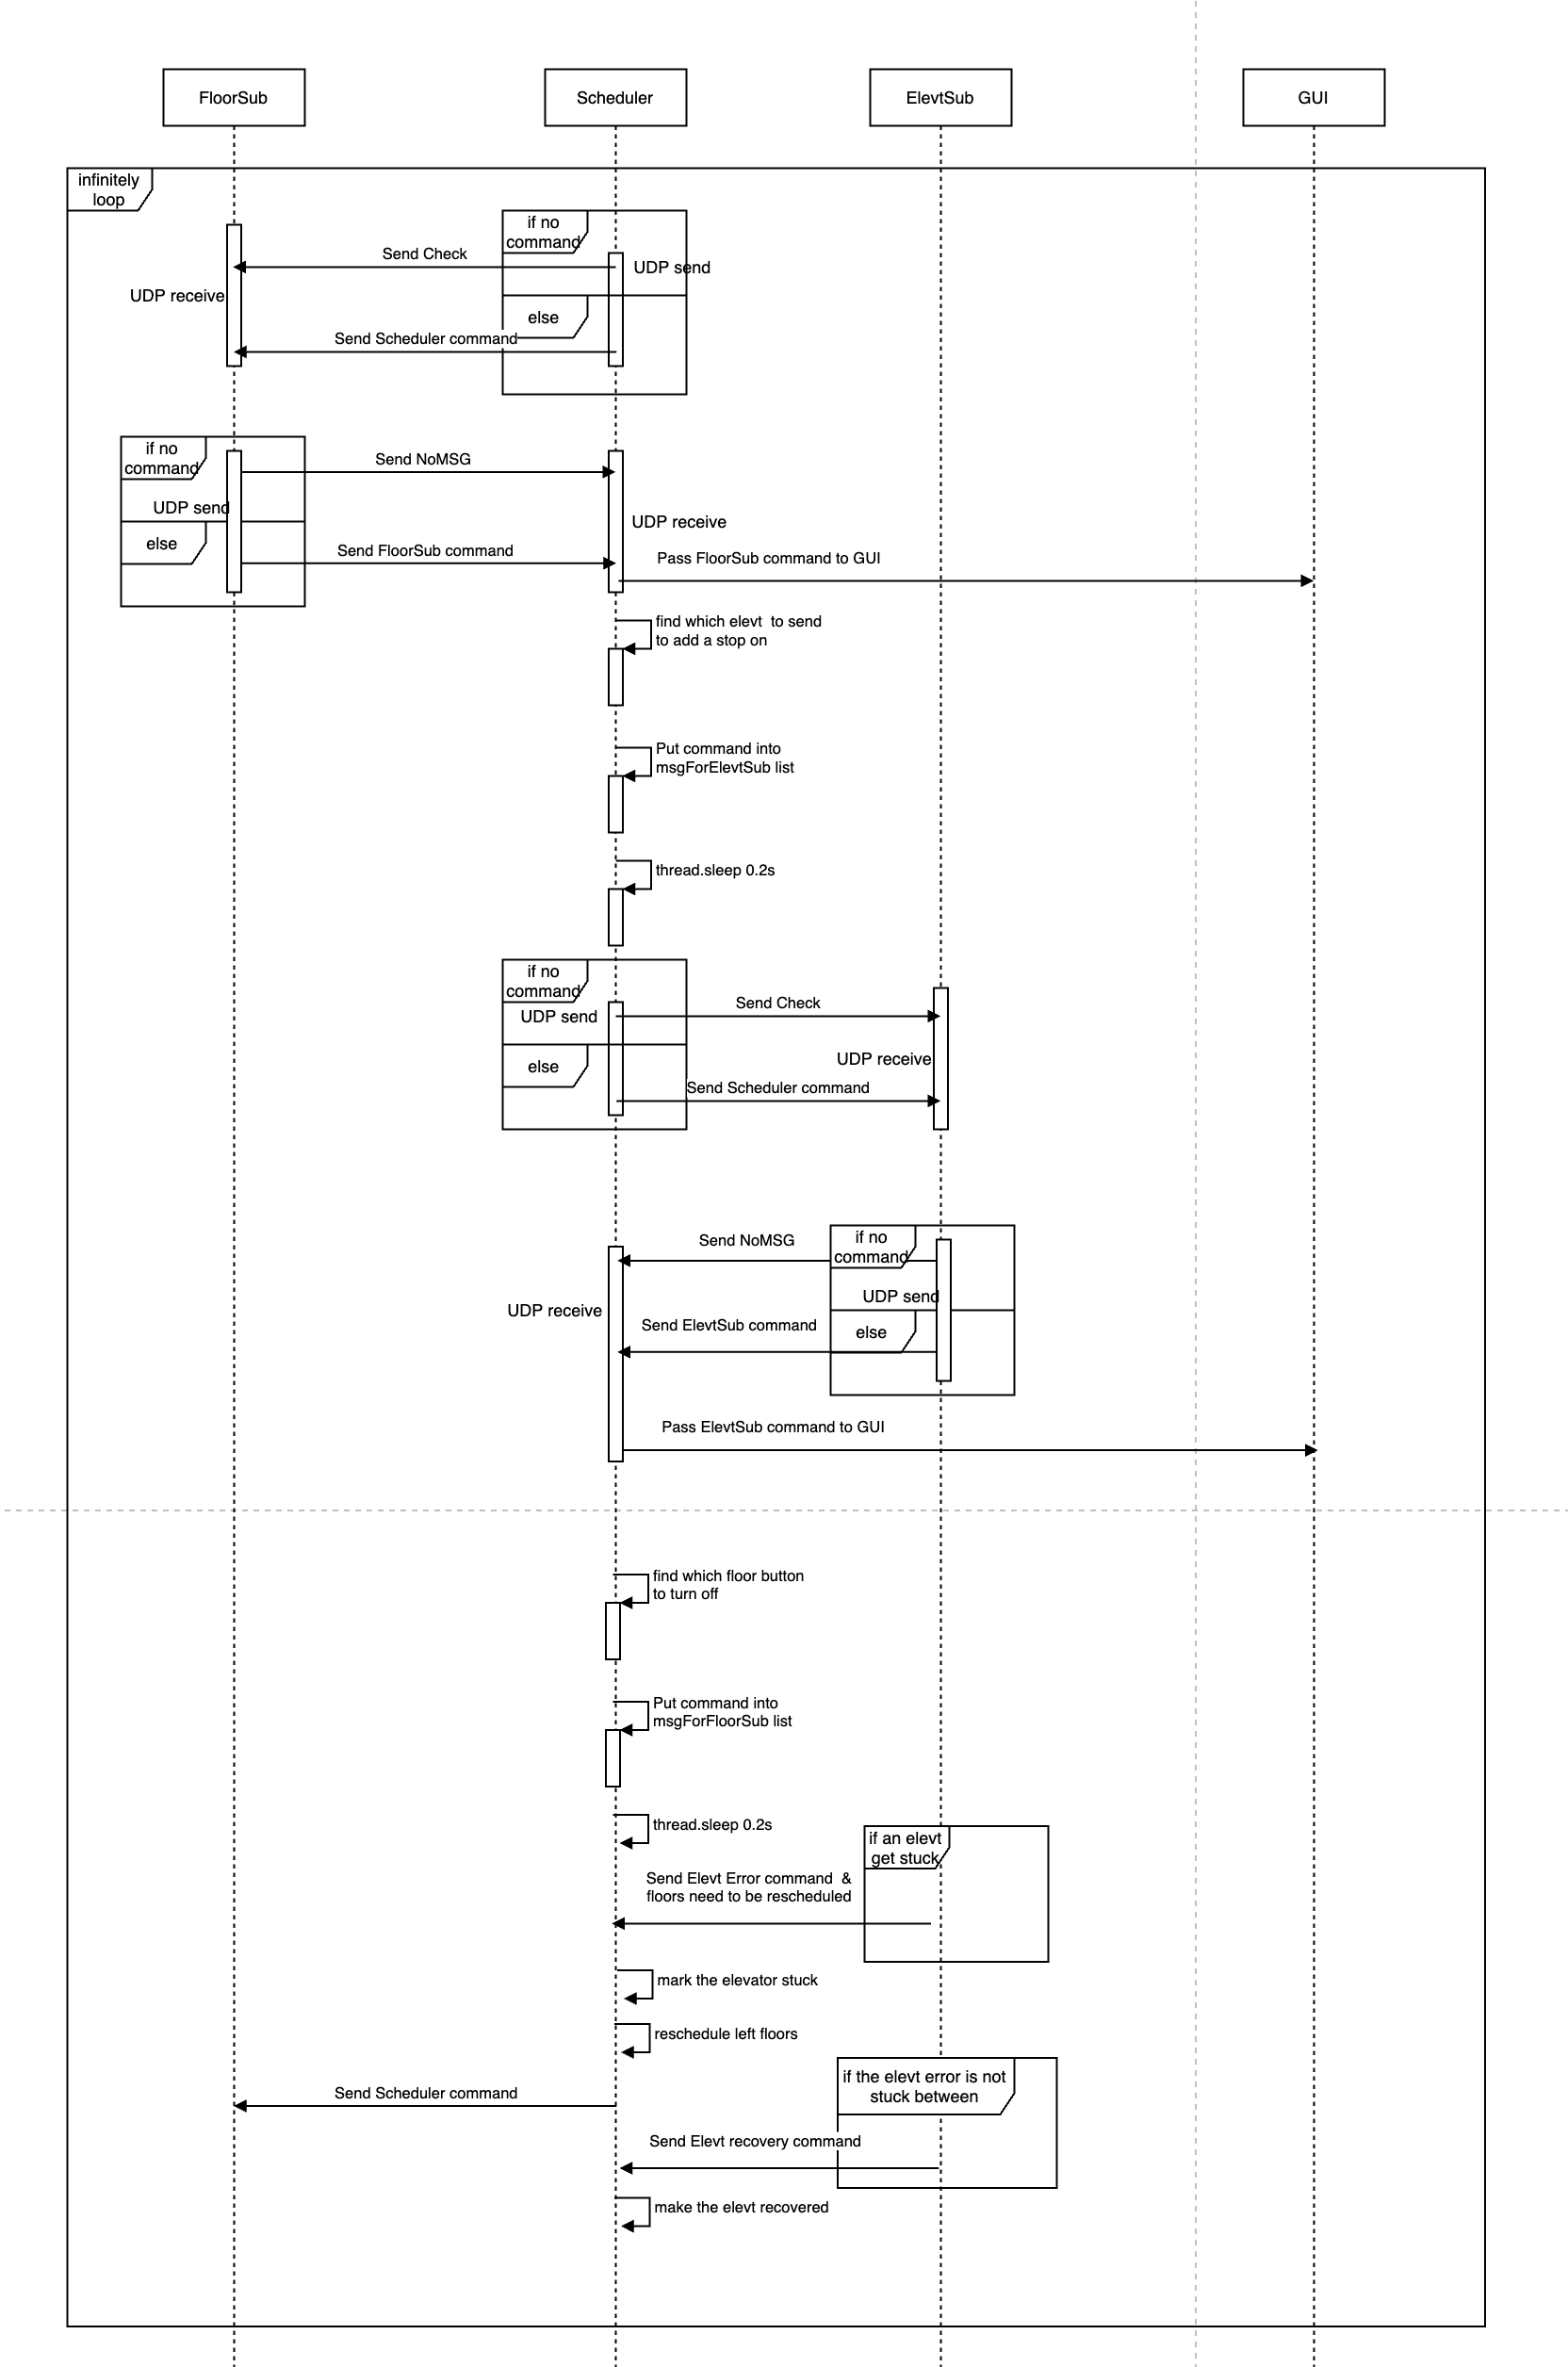 FloorSub
Scheduler
ElevtSub
GUI
infinitely
loop
if no
command
Send Check
UDP send
UDP receive
else
Send Scheduler command
if no
command
Send NoMSG
UDP send
UDP receive
else
Send FloorSub command
Pass FloorSub command to GUI
find which elevt  to send
to add a stop on
Put command into
msgForElevtSub list
thread.sleep 0.2s
if no
command
Send Check
UDP send
UDP receive
else
Send Scheduler command
if no
command
Send NoMSG
UDP send
UDP receive
Send ElevtSub command
else
Pass ElevtSub command to GUI
find which floor button
to turn off
Put command into
msgForFloorSub list
thread.sleep 0.2s
if an elevt
get stuck
Send Elevt Error command  &
floors need to be rescheduled
mark the elevator stuck
reschedule left floors
if the elevt error is not
stuck between
Send Scheduler command
Send Elevt recovery command
make the elevt recovered